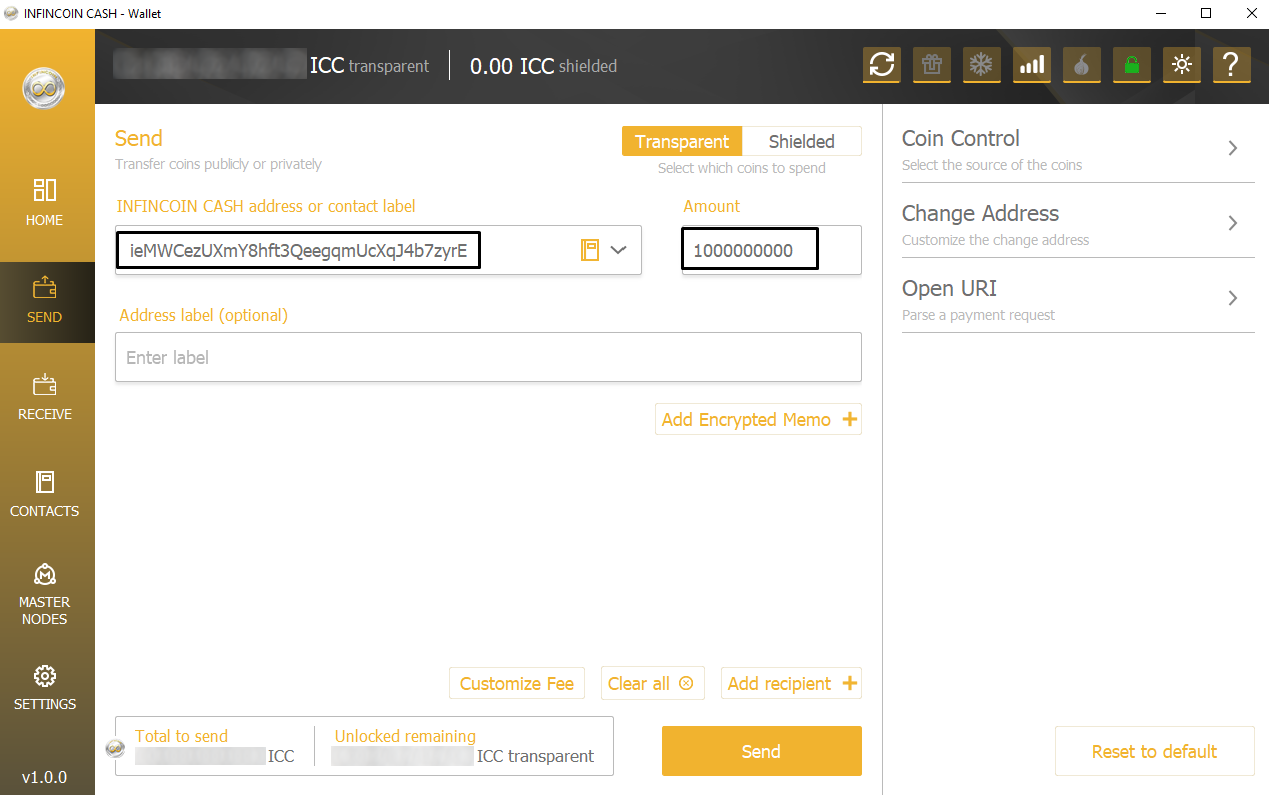 INFINCOIN CASH - Wallet
ICC transparent
0.00 ICC shielded
?
HOME
SEND
RECEIVE
CONTACTS
MASTER
NODES
SETTINGS
v1.0.0
Send
Transfer coins publicly or privately
Transparent
Shielded
Select which coins to spend
INFINCOIN CASH address or contact label
Amount
ieMWCezUXmY8hft3QeegqmUcXqJ4b7zyrE
1000000000
Address label (optional)
Enter label
Add Encrypted Memo +
Customize Fee
Clear all
Add recipient +
Total to send
ICC
Unlocked remaining
ICC transparent
Send
Coin Control
Select the source of the coins
Change Address
Customize the change address
Open URI
Parse a payment request
Reset to default